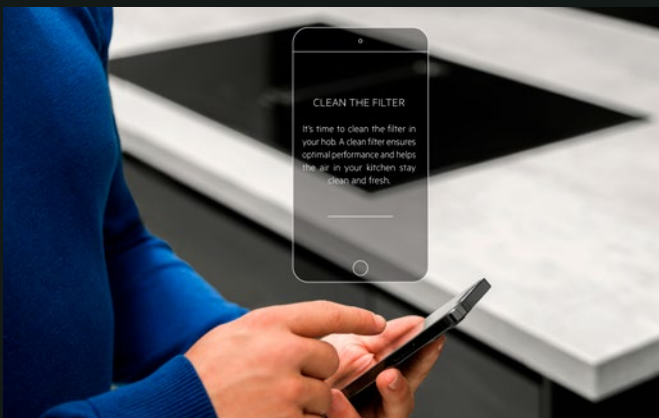 CLEAN THE FILTER
It's time to clean the filter in
your hob. A clean filter ensures
optimal performance and helps
the air in your kitchen stay
clean and fresh.